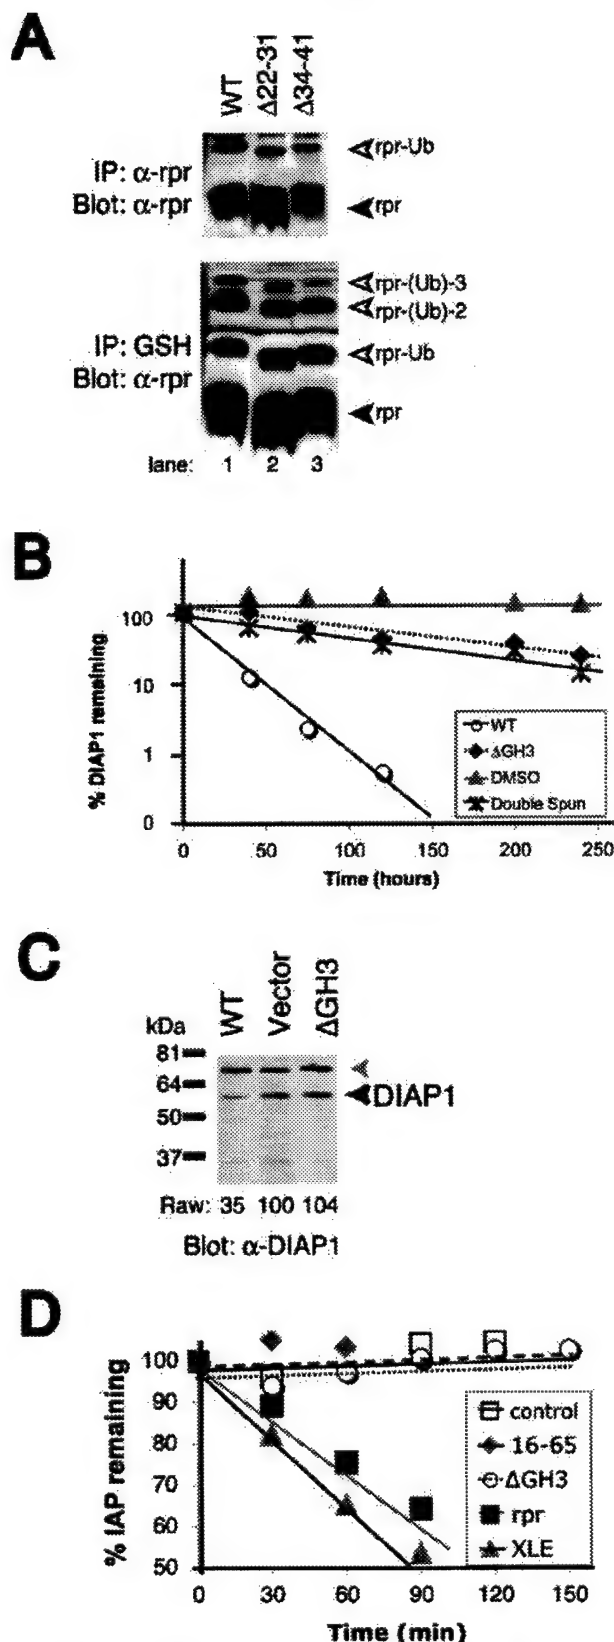 A
WT Δ22-31 Δ34-41
IP: α-rpr
Blot: α-rpr
rpr-Ub
rpr
IP: GSH
Blot: α-rpr
rpr-(Ub)-3
rpr-(Ub)-2
rpr-Ub
rpr
lane: 1 2 3
B
% DIAP1 remaining
100
10
1
0
0 50 100 150 200 250
Time (hours)
WT
ΔGH3
DMSO
Double Spun
C
WT Vector ΔGH3
kDa
81
64
50
37
DIAP1
Raw: 35 100 104
Blot: α-DIAP1
D
% IAP remaining
100
90
80
70
60
50
0 30 60 90 120 150
Time (min)
control
16-65
ΔGH3
rpr
XLE